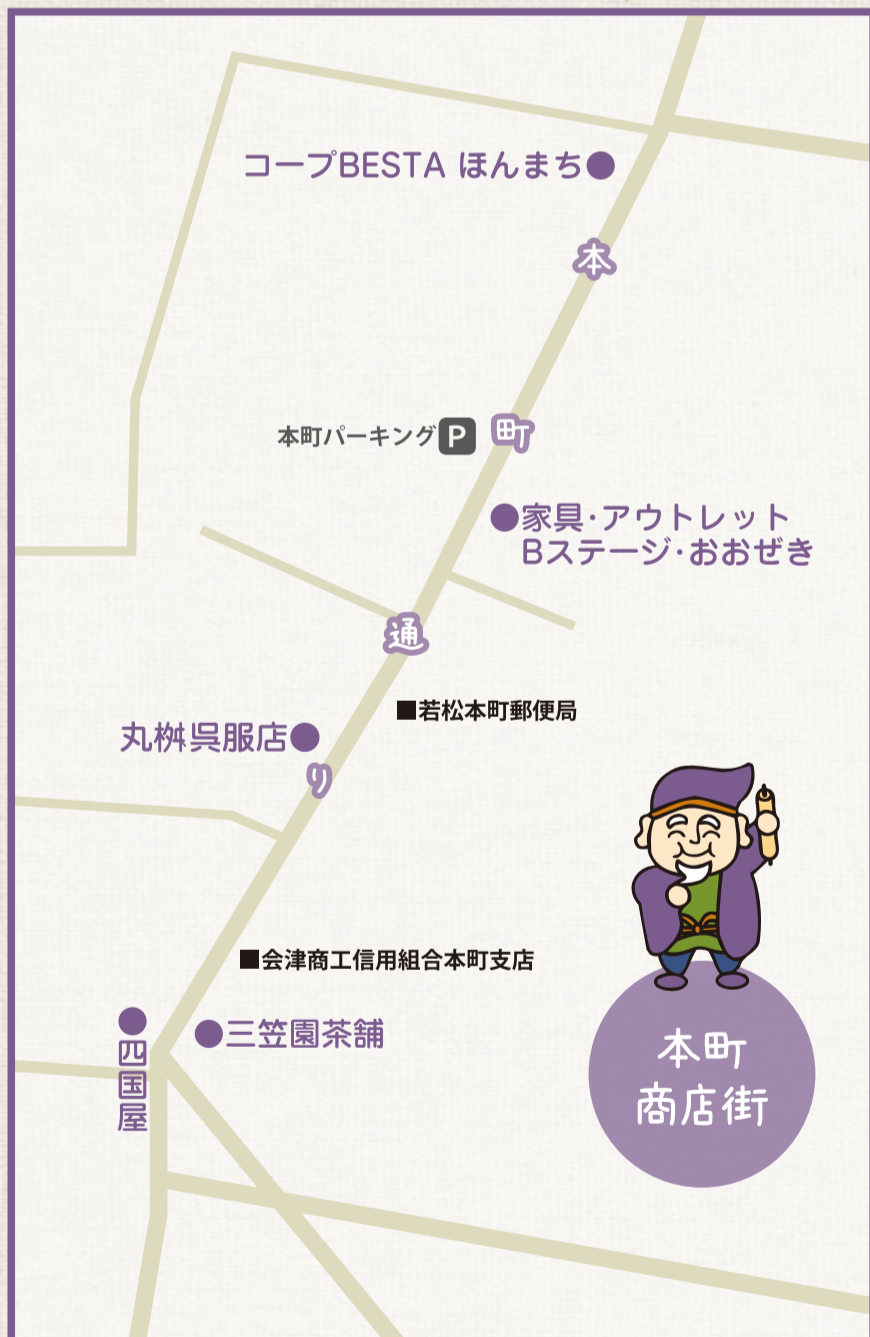 コープBESTA ほんまち
本町通り
本町パーキング P
家具・アウトレット
Bステージ・おおぜき
若松本町郵便局
丸桝呉服店
会津商工信用組合本町支店
三笠園茶舗
四国屋
本町
商店街